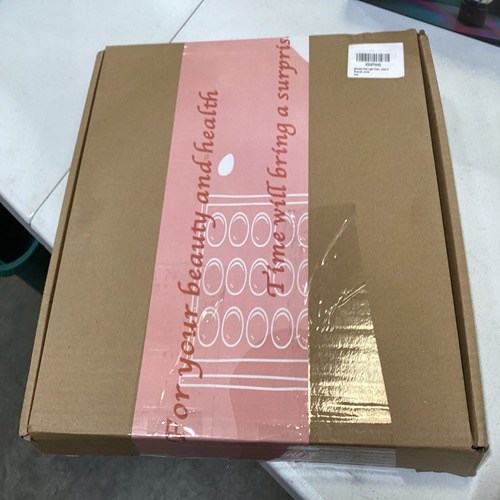 For your beauty and health
Time will bring a surpris